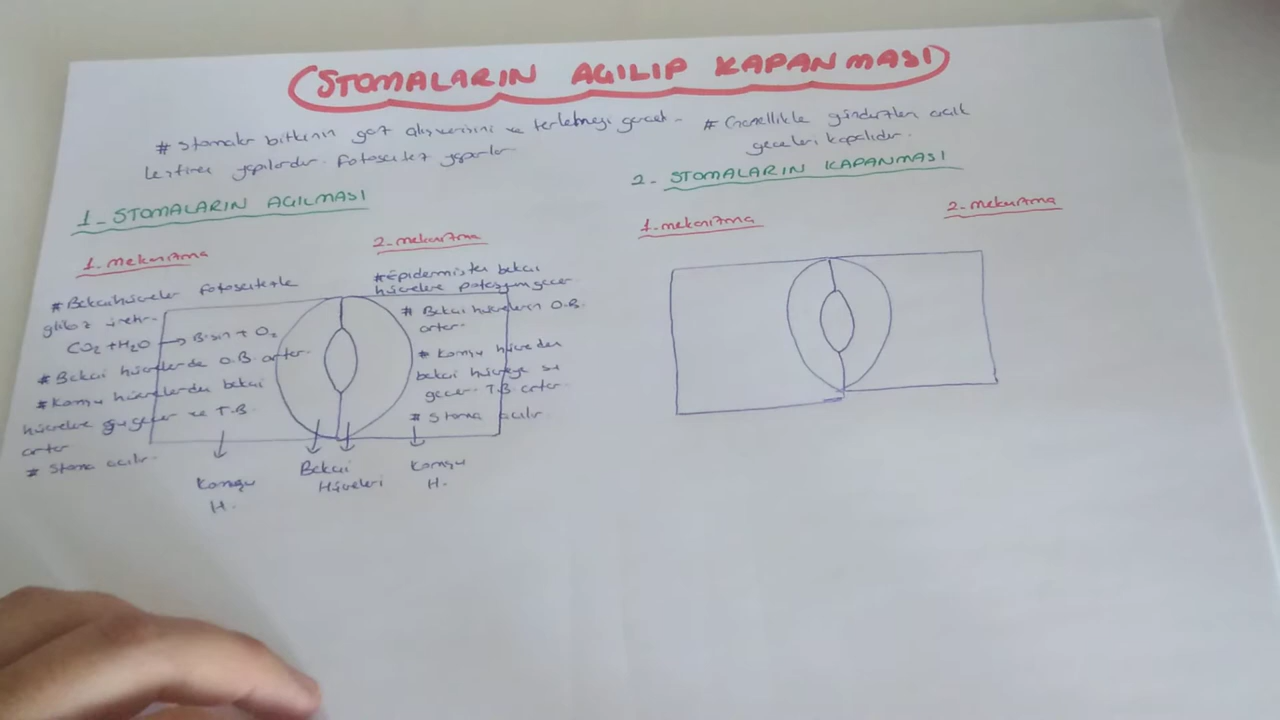 STOMALARIN AÇILIP KAPANMASI
# Stomalar bitkinin gaz alışverişini ve terlemeyi gerçek-
leştiren yapılardır. Fotosentez yaparlar.
# Genellikle gündüzleri açık
geceleri kapalıdır.
1- STOMALARIN AÇILMASI
1. mekanizma
# Bekçi hücreler fotosentezle
glikoz üretir.
CO2 + H2O → Besin + O2
# Bekçi hücrelerde O.B. artar.
# Komşu hücrelerden bekçi
hücrelere su geçer ve T.B.
artar
# Stoma açılır.
2. mekanizma
# Epidermisten bekçi
hücrelere potasyum geçer
# Bekçi hücrelerin O.B.
artar.
# Komşu hücreden
bekçi hücreye su
geçer. T.B artar.
# Stoma açılır
Komşu
H.
Bekçi
Hücreleri
Komşu
H.
2- STOMALARIN KAPANMASI
1. mekanizma
2. mekanizma